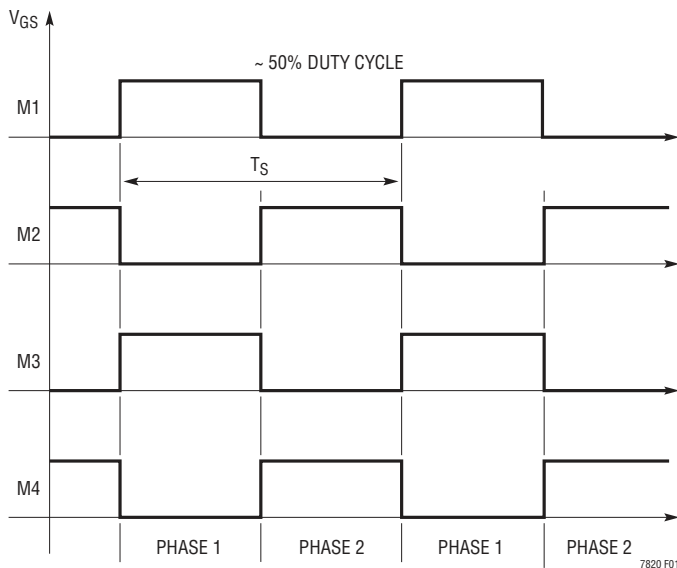 VGS
~ 50% DUTY CYCLE
M1
TS
M2
M3
M4
PHASE 1 PHASE 2 PHASE 1 PHASE 2
7820 F01